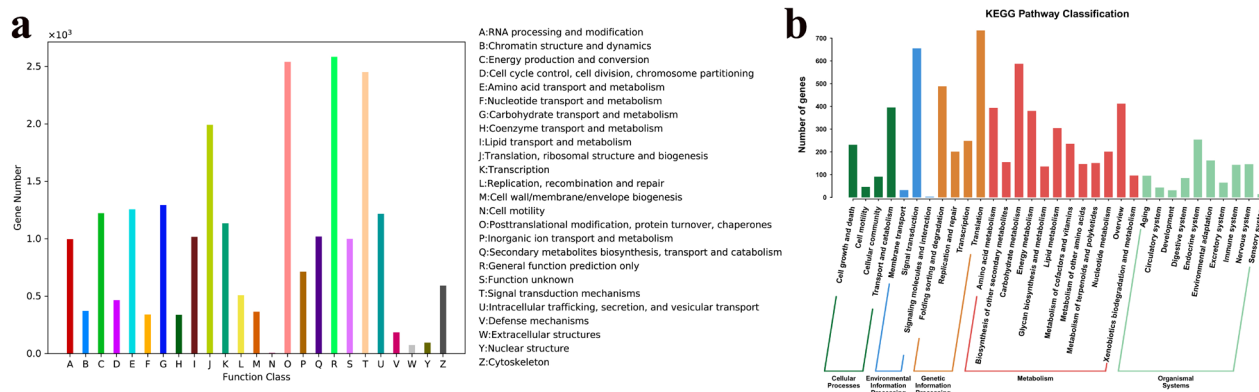 a
×10³
2.5
2.0
1.5
1.0
0.5
0.0
Gene Number
A B C D E F G H I J K L M N O P Q R S T U V W Y Z
Function Class
A:RNA processing and modification
B:Chromatin structure and dynamics
C:Energy production and conversion
D:Cell cycle control, cell division, chromosome partitioning
E:Amino acid transport and metabolism
F:Nucleotide transport and metabolism
G:Carbohydrate transport and metabolism
H:Coenzyme transport and metabolism
I:Lipid transport and metabolism
J:Translation, ribosomal structure and biogenesis
K:Transcription
L:Replication, recombination and repair
M:Cell wall/membrane/envelope biogenesis
N:Cell motility
O:Posttranslational modification, protein turnover, chaperones
P:Inorganic ion transport and metabolism
Q:Secondary metabolites biosynthesis, transport and catabolism
R:General function prediction only
S:Function unknown
T:Signal transduction mechanisms
U:Intracellular trafficking, secretion, and vesicular transport
V:Defense mechanisms
W:Extracellular structures
Y:Nuclear structure
Z:Cytoskeleton
b
KEGG Pathway Classification
700
600
500
400
300
200
100
0
Number of genes
Cell growth and death
Cell motility
Cellular community
Transport and catabolism
Membrane transport
Signal transduction
Signaling molecules and interaction
Folding sorting and degradation
Replication and repair
Transcription
Translation
Amino acid metabolism
Biosynthesis of other secondary metabolites
Carbohydrate metabolism
Energy metabolism
Glycan biosynthesis and metabolism
Lipid metabolism
Metabolism of cofactors and vitamins
Metabolism of other amino acids
Metabolism of terpenoids and polyketides
Nucleotide metabolism
Overview
Xenobiotics biodegradation and metabolism
Aging
Circulatory system
Development
Digestive system
Endocrine system
Environmental adaptation
Excretory system
Immune system
Nervous system
Sensory
Cellular
Processes
Environmental
Information
Genetic
Information
Metabolism
Organismal
Systems